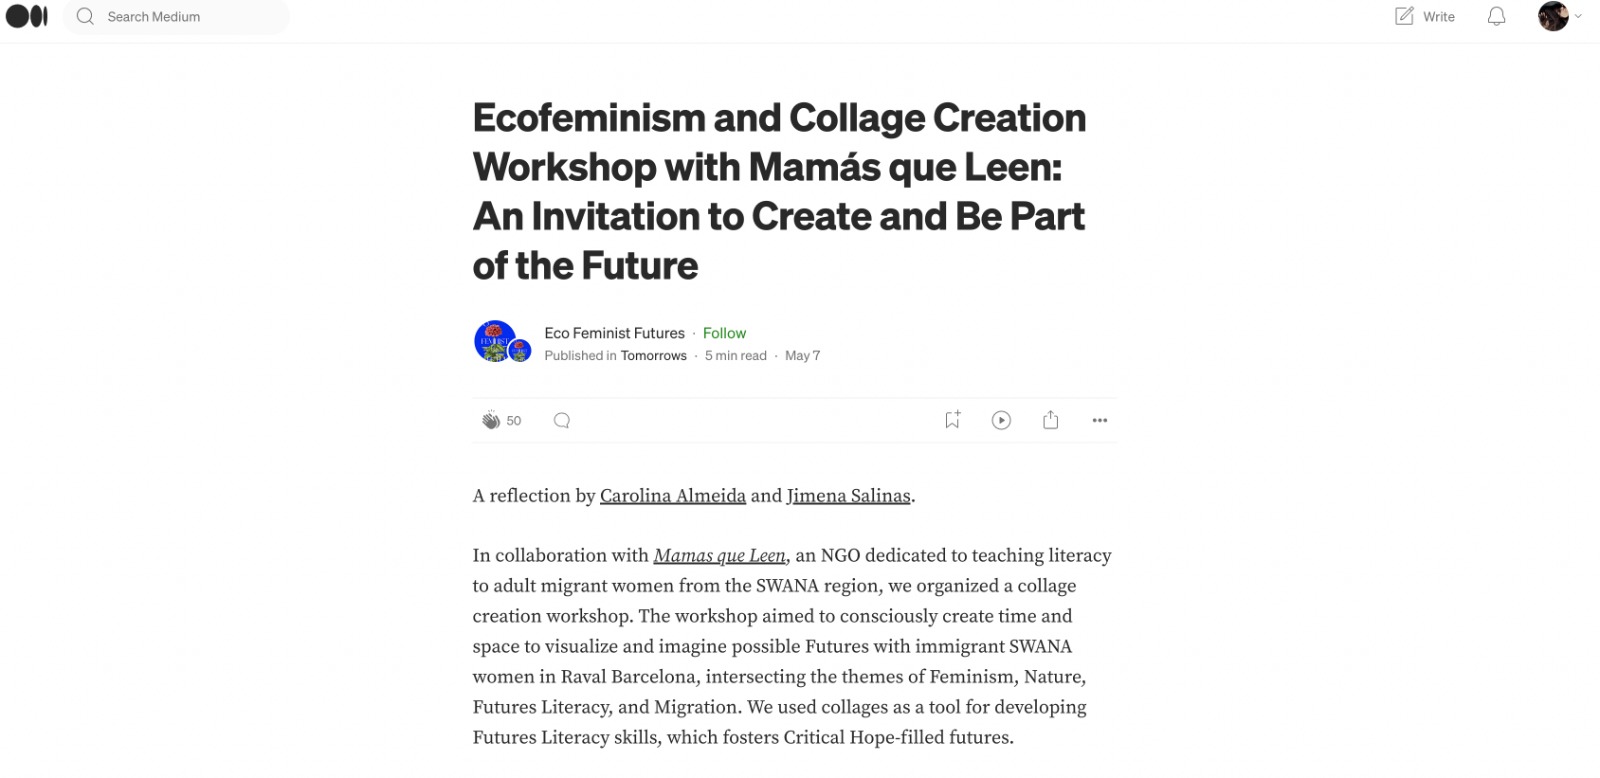 Search Medium
Write
Ecofeminism and Collage Creation
Workshop with Mamás que Leen:
An Invitation to Create and Be Part
of the Future
Eco Feminist Futures · Follow
Published in Tomorrows · 5 min read · May 7
50
A reflection by Carolina Almeida and Jimena Salinas.
In collaboration with Mamas que Leen, an NGO dedicated to teaching literacy
to adult migrant women from the SWANA region, we organized a collage
creation workshop. The workshop aimed to consciously create time and
space to visualize and imagine possible Futures with immigrant SWANA
women in Raval Barcelona, intersecting the themes of Feminism, Nature,
Futures Literacy, and Migration. We used collages as a tool for developing
Futures Literacy skills, which fosters Critical Hope-filled futures.